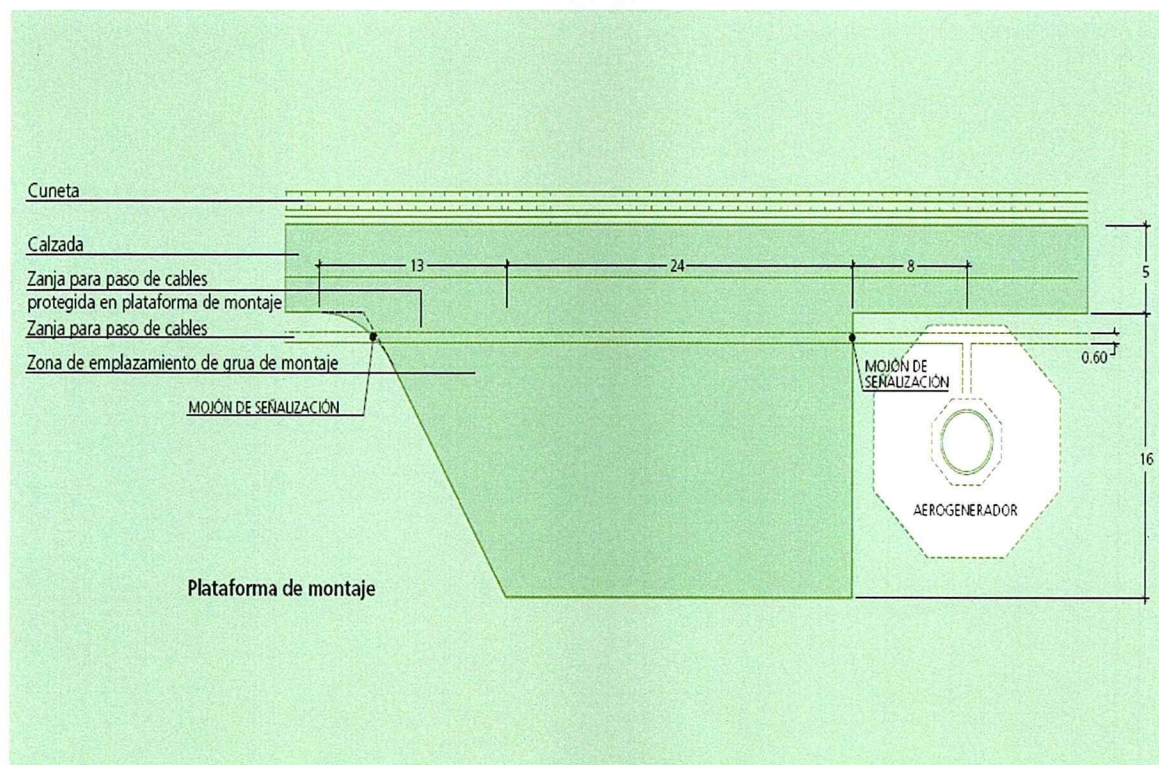 Cuneta
Calzada
13
24
8
5
Zanja para paso de cables
protegida en plataforma de montaje
Zanja para paso de cables
0.60
Zona de emplazamiento de grua de montaje
MOJÓN DE
SEÑALIZACIÓN
MOJÓN DE SEÑALIZACIÓN
16
AEROGENERADOR
Plataforma de montaje